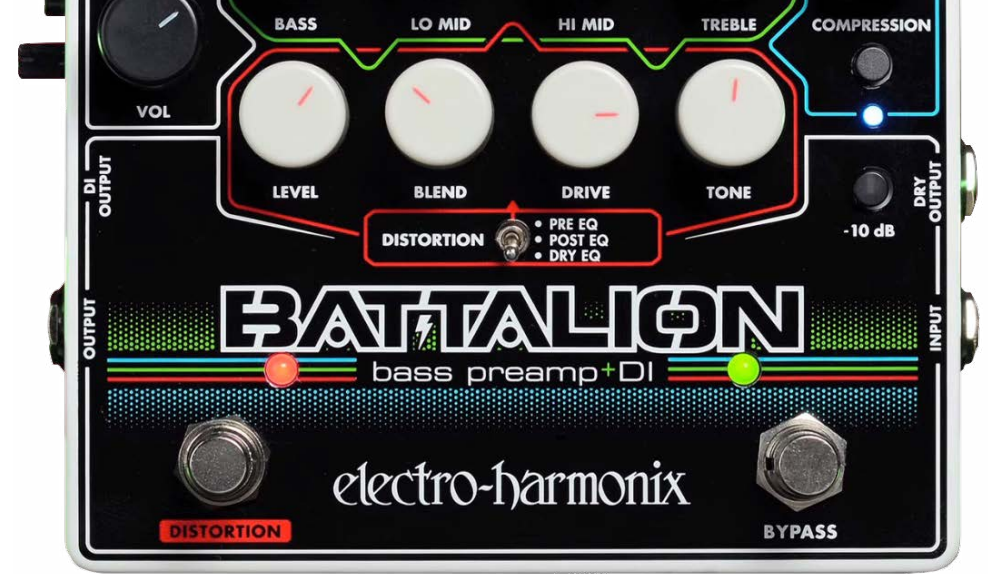 BASS
LO MID
HI MID
TREBLE
COMPRESSION
VOL
LEVEL
BLEND
DRIVE
TONE
DI
OUTPUT
DRY
OUTPUT
-10 dB
DISTORTION
• PRE EQ
• POST EQ
• DRY EQ
OUTPUT
BATTALION
INPUT
bass preamp+DI
electro-harmonix
DISTORTION
BYPASS